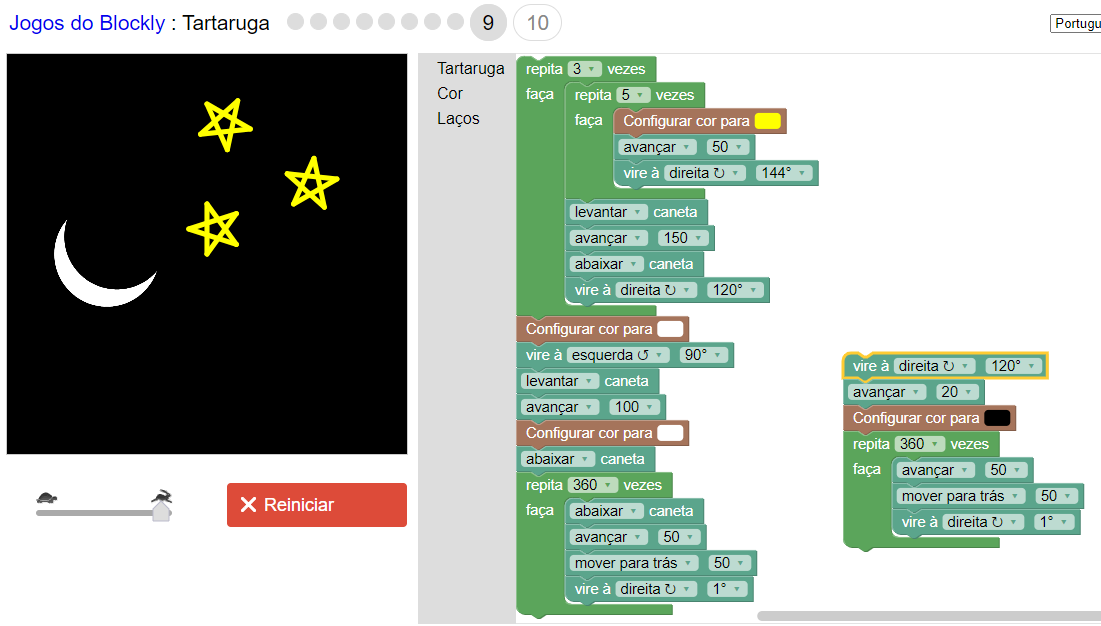 Jogos do Blockly : Tartaruga 9 10
Portugu
Tartaruga
Cor
Laços
repita 3 vezes
faça repita 5 vezes
faça Configurar cor para
avançar 50
vire à direita ↻ 144°
levantar caneta
avançar 150
abaixar caneta
vire à direita ↻ 120°
Configurar cor para
vire à esquerda ↺ 90°
levantar caneta
avançar 100
Configurar cor para
abaixar caneta
repita 360 vezes
faça abaixar caneta
avançar 50
mover para trás 50
vire à direita ↻ 1°
vire à direita ↻ 120°
avançar 20
Configurar cor para
repita 360 vezes
faça avançar 50
mover para trás 50
vire à direita ↻ 1°
Reiniciar